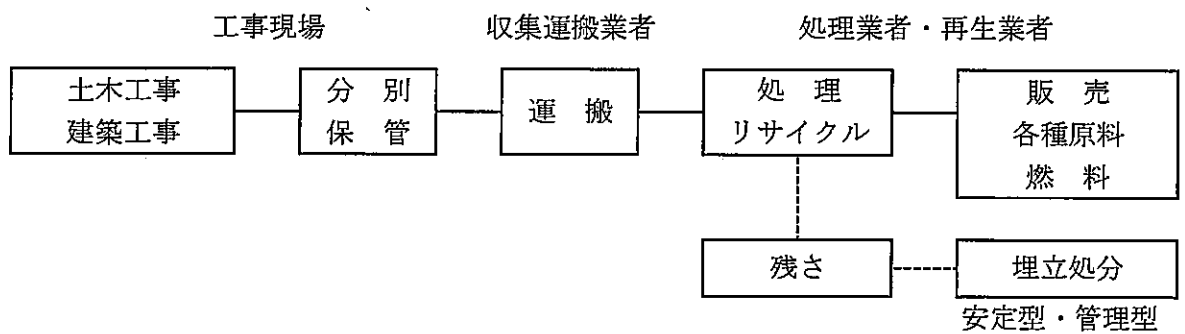 工事現場
収集運搬業者
処理業者・再生業者
土木工事
建築工事
分別
保管
運搬
処理
リサイクル
販売
各種原料
燃料
残さ
埋立処分
安定型・管理型